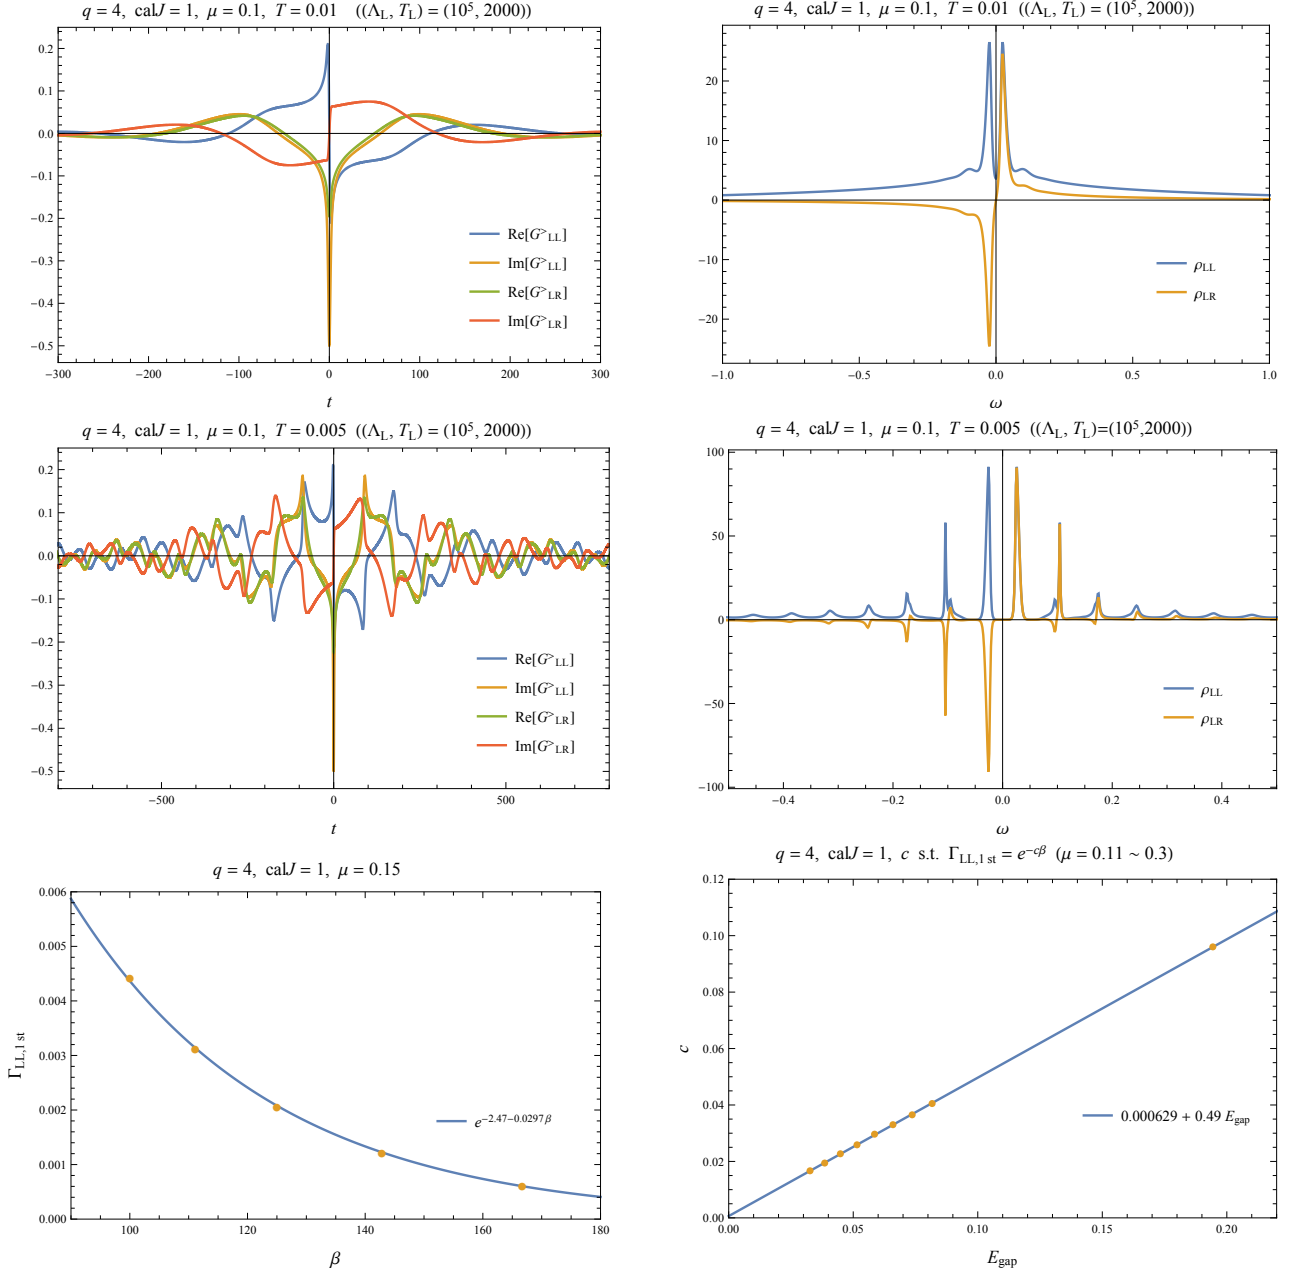 q = 4, calJ = 1, μ = 0.1, T = 0.01 ((Λ_L, T_L) = (10^5, 2000))
0.2
0.1
0.0
−0.1
−0.2
−0.3
−0.4
−0.5
Re[G^>_LL]
Im[G^>_LL]
Re[G^>_LR]
Im[G^>_LR]
−300 −200 −100 0 100 200 300
t
q = 4, calJ = 1, μ = 0.1, T = 0.01 ((Λ_L, T_L) = (10^5, 2000))
20
10
0
−10
−20
ρ_LL
ρ_LR
−1.0 −0.5 0.0 0.5 1.0
ω
q = 4, calJ = 1, μ = 0.1, T = 0.005 ((Λ_L, T_L) = (10^5, 2000))
0.2
0.1
0.0
−0.1
−0.2
−0.3
−0.4
−0.5
Re[G^>_LL]
Im[G^>_LL]
Re[G^>_LR]
Im[G^>_LR]
−500 0 500
t
q = 4, calJ = 1, μ = 0.1, T = 0.005 ((Λ_L, T_L)=(10^5,2000))
100
50
0
−50
−100
ρ_LL
ρ_LR
−0.4 −0.2 0.0 0.2 0.4
ω
q = 4, calJ = 1, μ = 0.15
0.006
0.005
0.004
0.003
0.002
0.001
0.000
Γ_LL,1 st
e^−2.47−0.0297β
100 120 140 160 180
β
q = 4, calJ = 1, c s.t. Γ_LL,1 st = e^−cβ (μ = 0.11 ~ 0.3)
0.12
0.10
0.08
0.06
0.04
0.02
0.00
c
0.000629 + 0.49 E_gap
0.00 0.05 0.10 0.15 0.20
E_gap